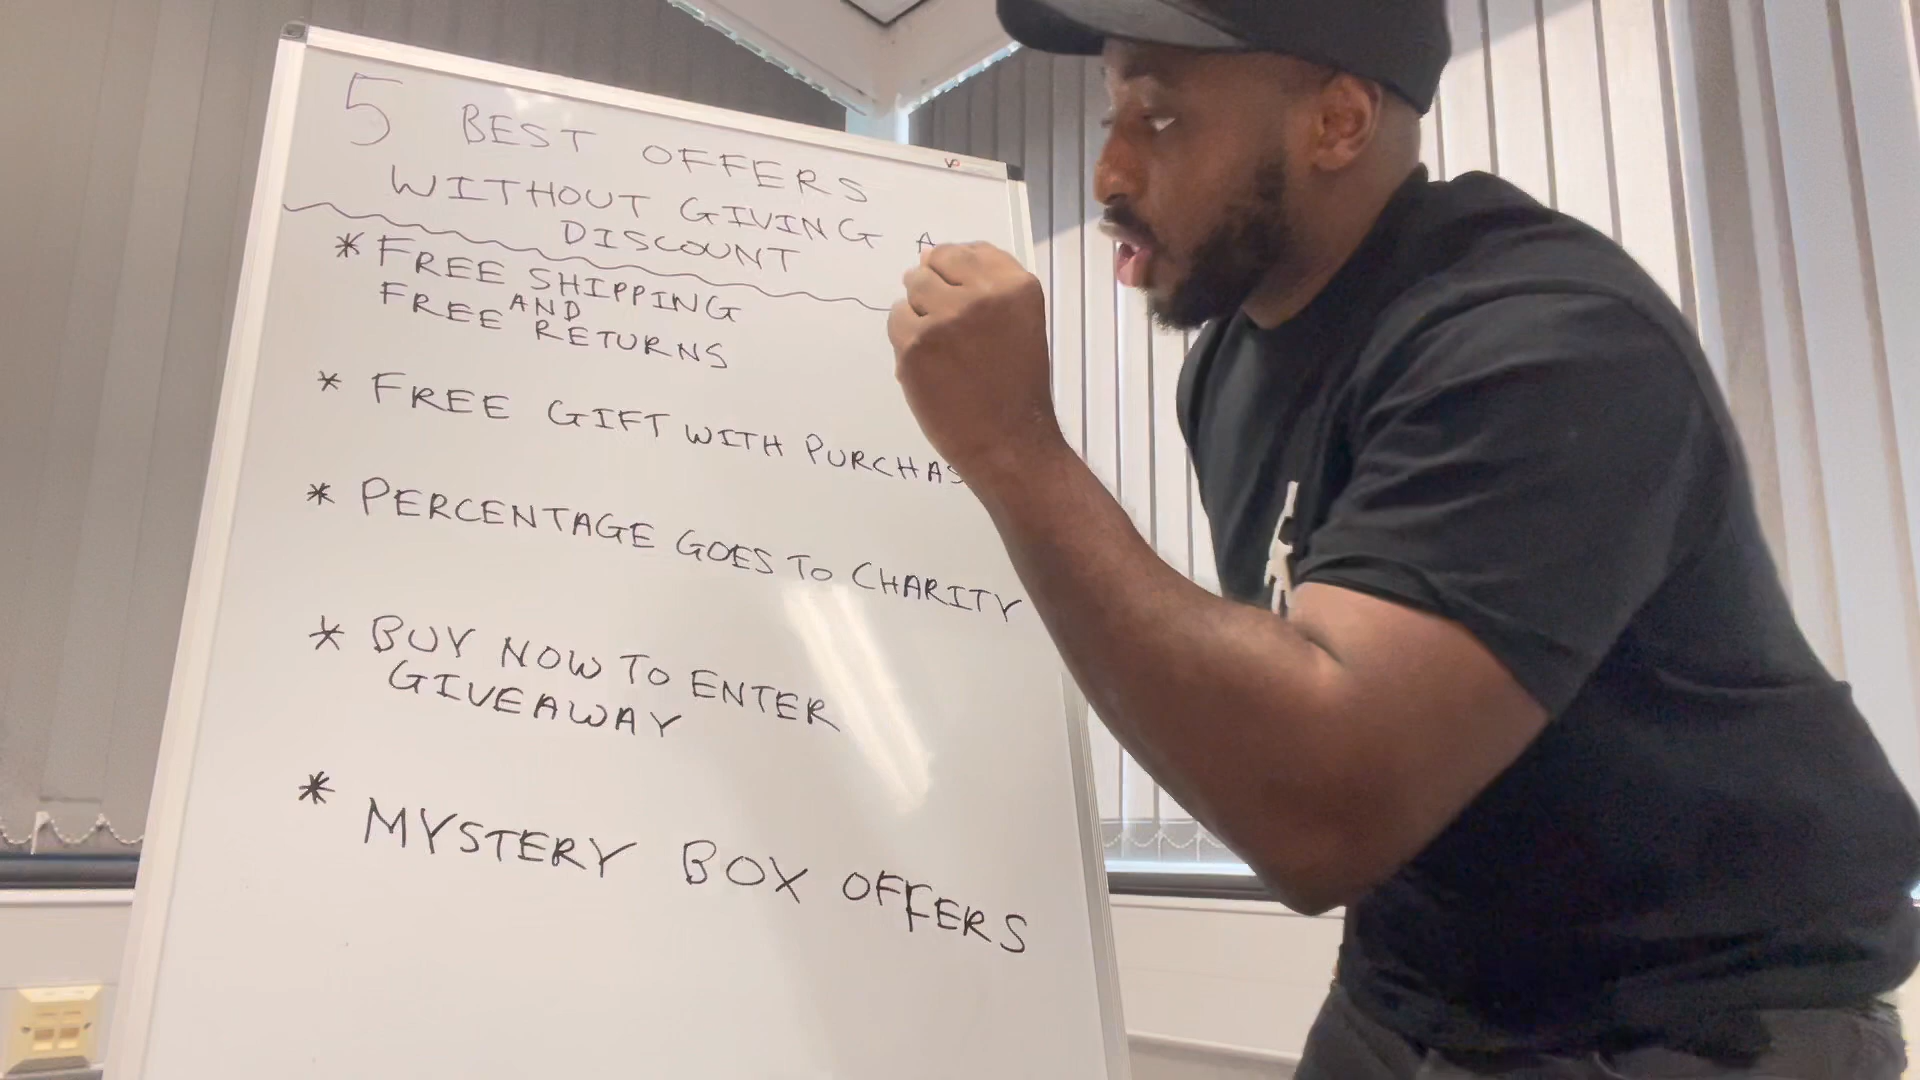 5 BEST OFFERS
WITHOUT GIVING A
DISCOUNT
* FREE SHIPPING
AND
FREE RETURNS
* FREE GIFT WITH PURCHAS
* PERCENTAGE GOES TO CHARITY
* BUY NOW TO ENTER
GIVEAWAY
* MYSTERY BOX OFFERS